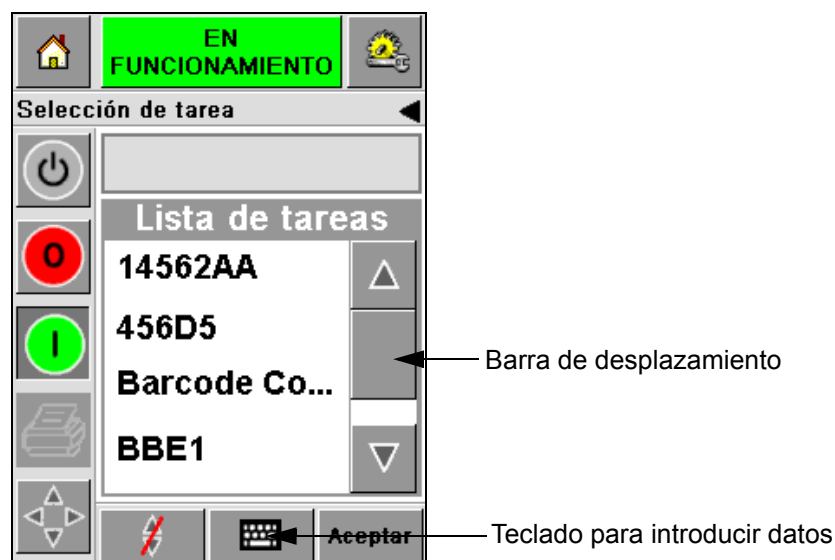 EN
FUNCIONAMIENTO
Selección de tarea
Lista de tareas
O
14562AA
I
456D5
Barra de desplazamiento
Barcode Co...
BBE1
Aceptar
Teclado para introducir datos